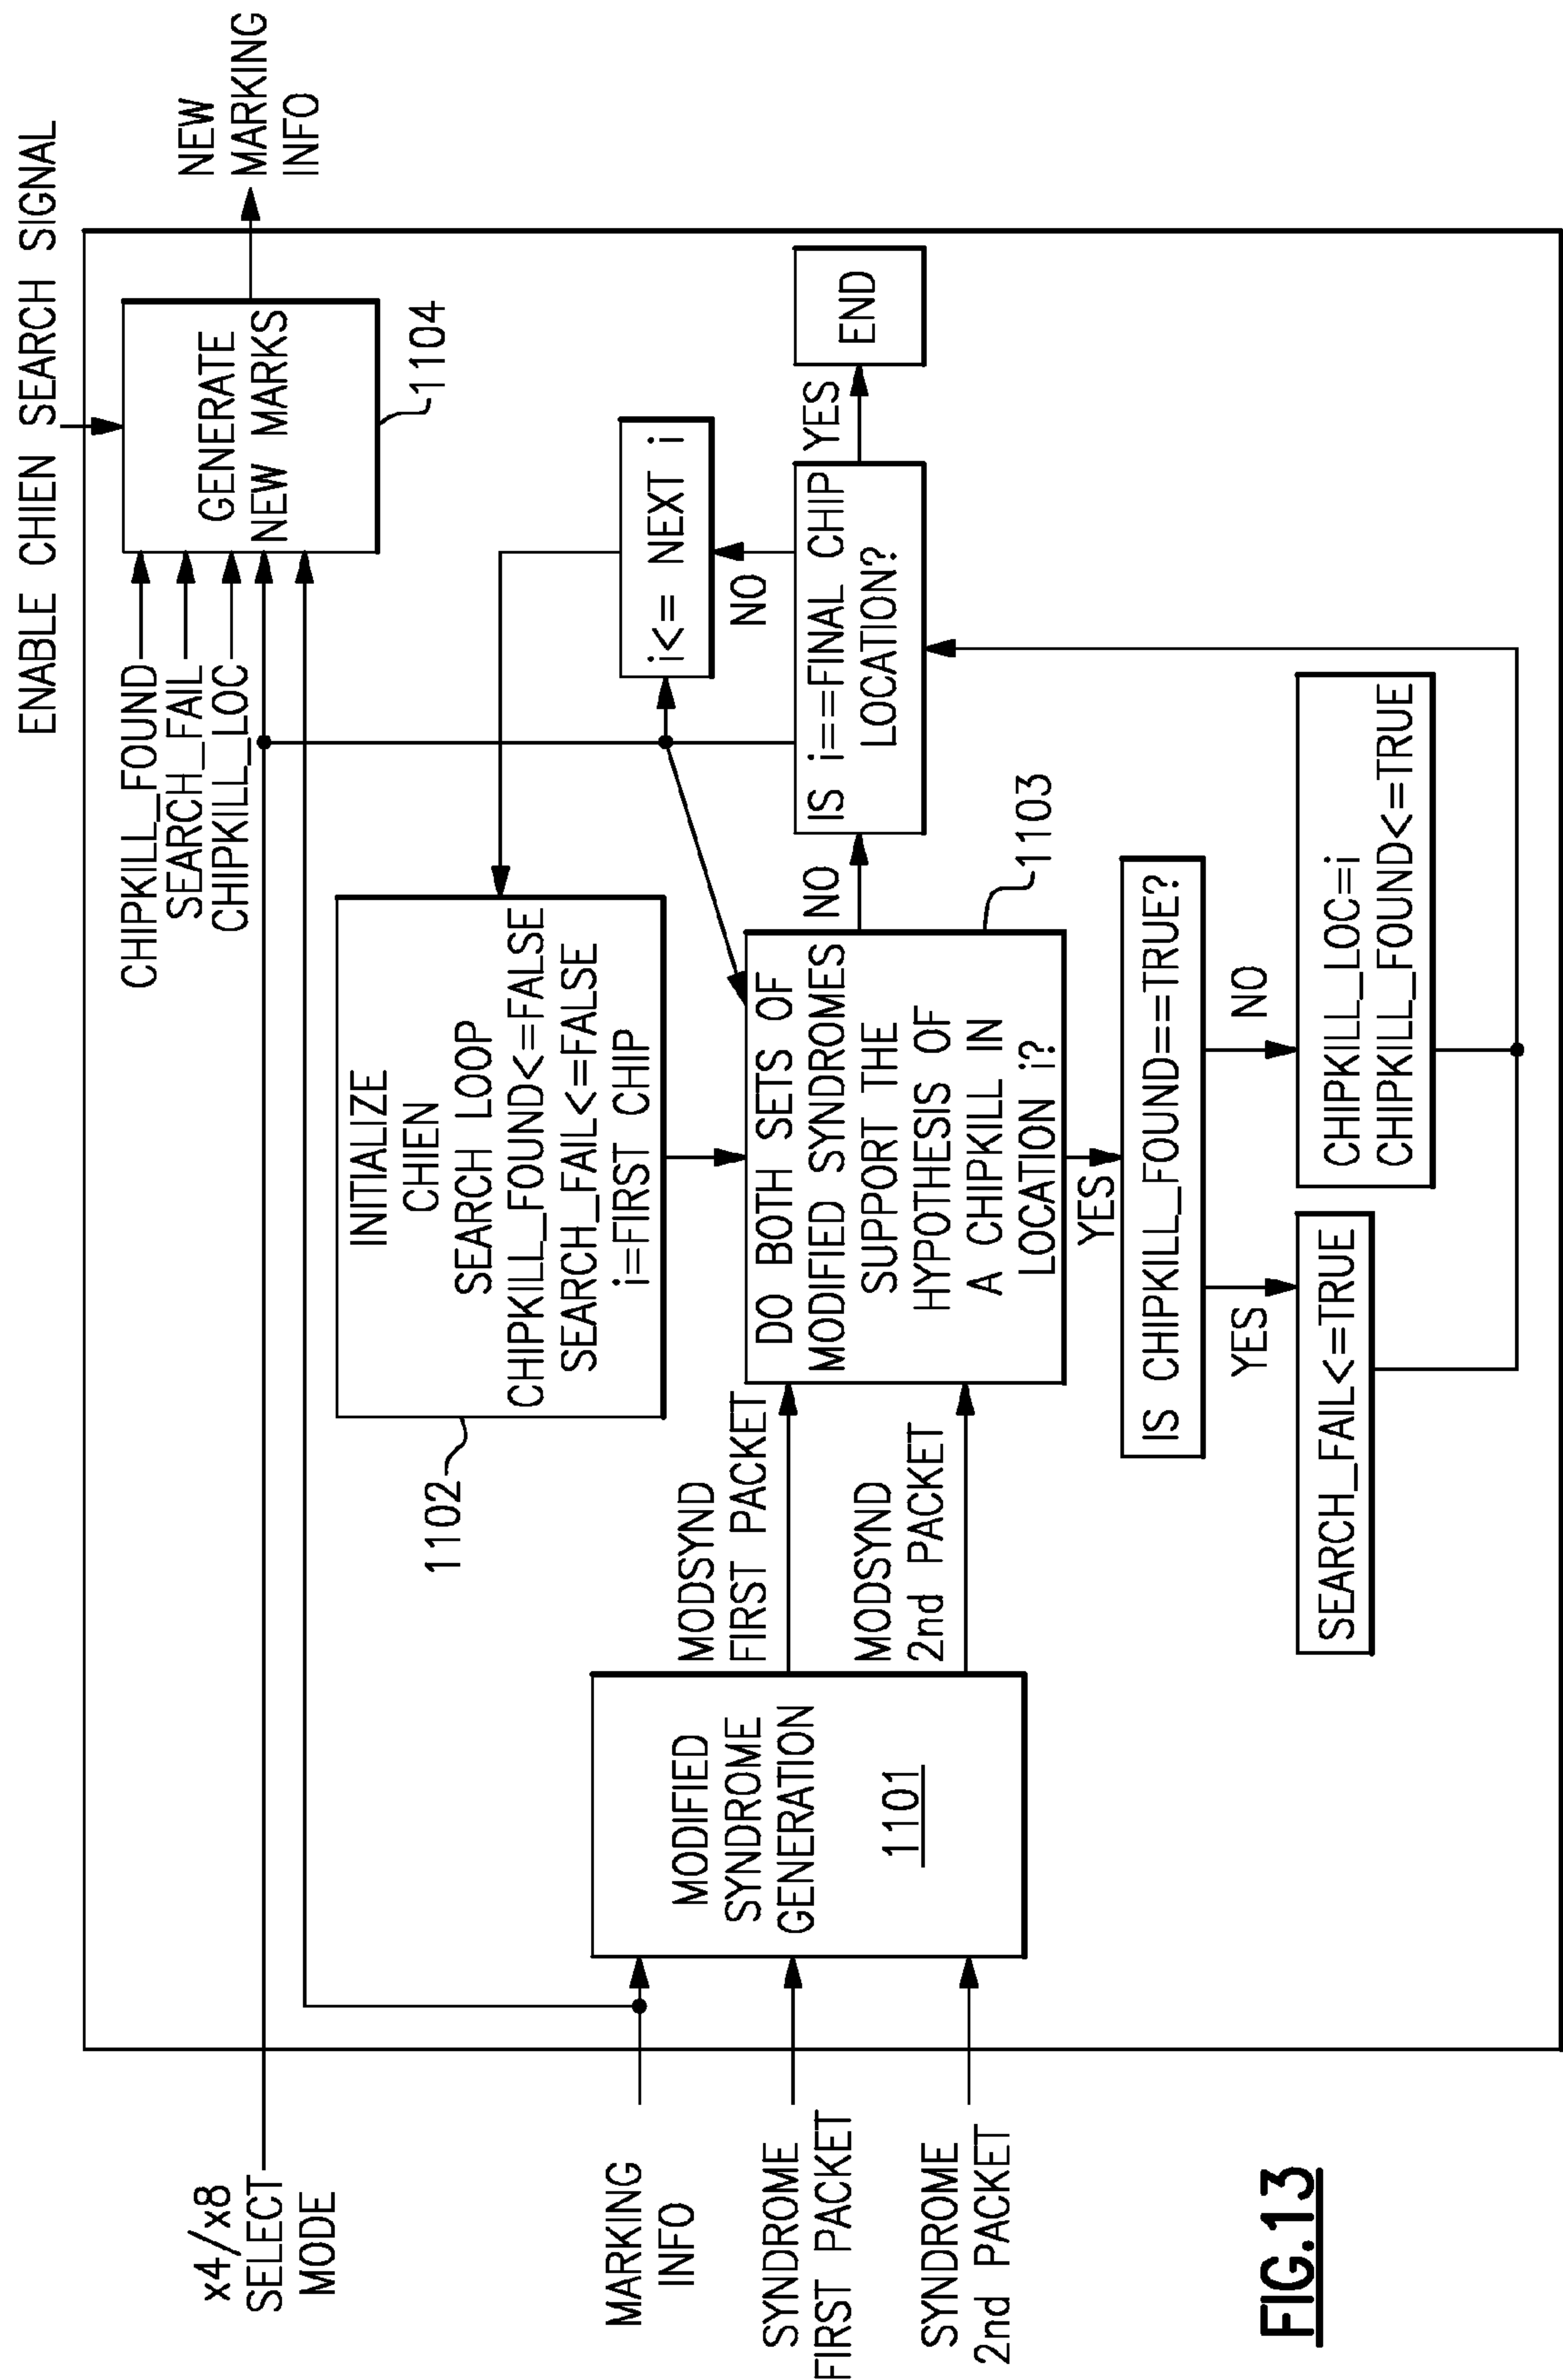 ENABLE CHIEN SEARCH SIGNAL
x4/x8
SELECT
MODE
CHIPKILL_FOUND
SEARCH_FAIL
CHIPKILL_LOC
GENERATE
NEW MARKS
1104
NEW
MARKING
INFO
INITIALIZE
CHIEN
SEARCH LOOP
CHIPKILL_FOUND<=FALSE
SEARCH_FAIL<=FALSE
i=FIRST CHIP
1102
i<= NEXT i
NO
MARKING
INFO
SYNDROME
FIRST PACKET
SYNDROME
2nd PACKET
MODIFIED
SYNDROME
GENERATION
1101
MODSYND
FIRST PACKET
MODSYND
2nd PACKET
DO BOTH SETS OF
MODIFIED SYNDROMES
SUPPORT THE
HYPOTHESIS OF
A CHIPKILL IN
LOCATION i?
1103
NO
IS i==FINAL CHIP
LOCATION?
YES
END
YES
IS CHIPKILL_FOUND==TRUE?
YES
NO
SEARCH_FAIL<=TRUE
CHIPKILL_LOC=i
CHIPKILL_FOUND<=TRUE
FIG.13